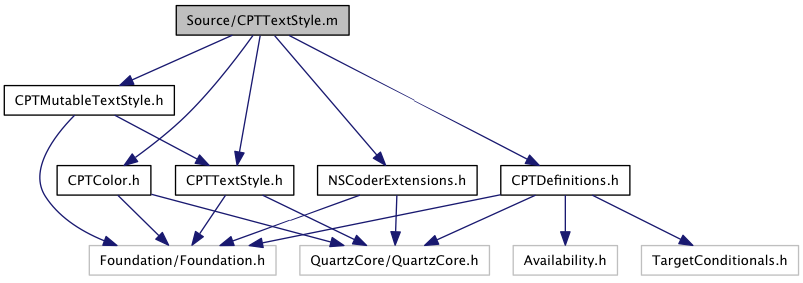 Source/CPTTextStyle.m
CPTMutableTextStyle.h
CPTColor.h
CPTTextStyle.h
NSCoderExtensions.h
CPTDefinitions.h
Foundation/Foundation.h
QuartzCore/QuartzCore.h
Availability.h
TargetConditionals.h